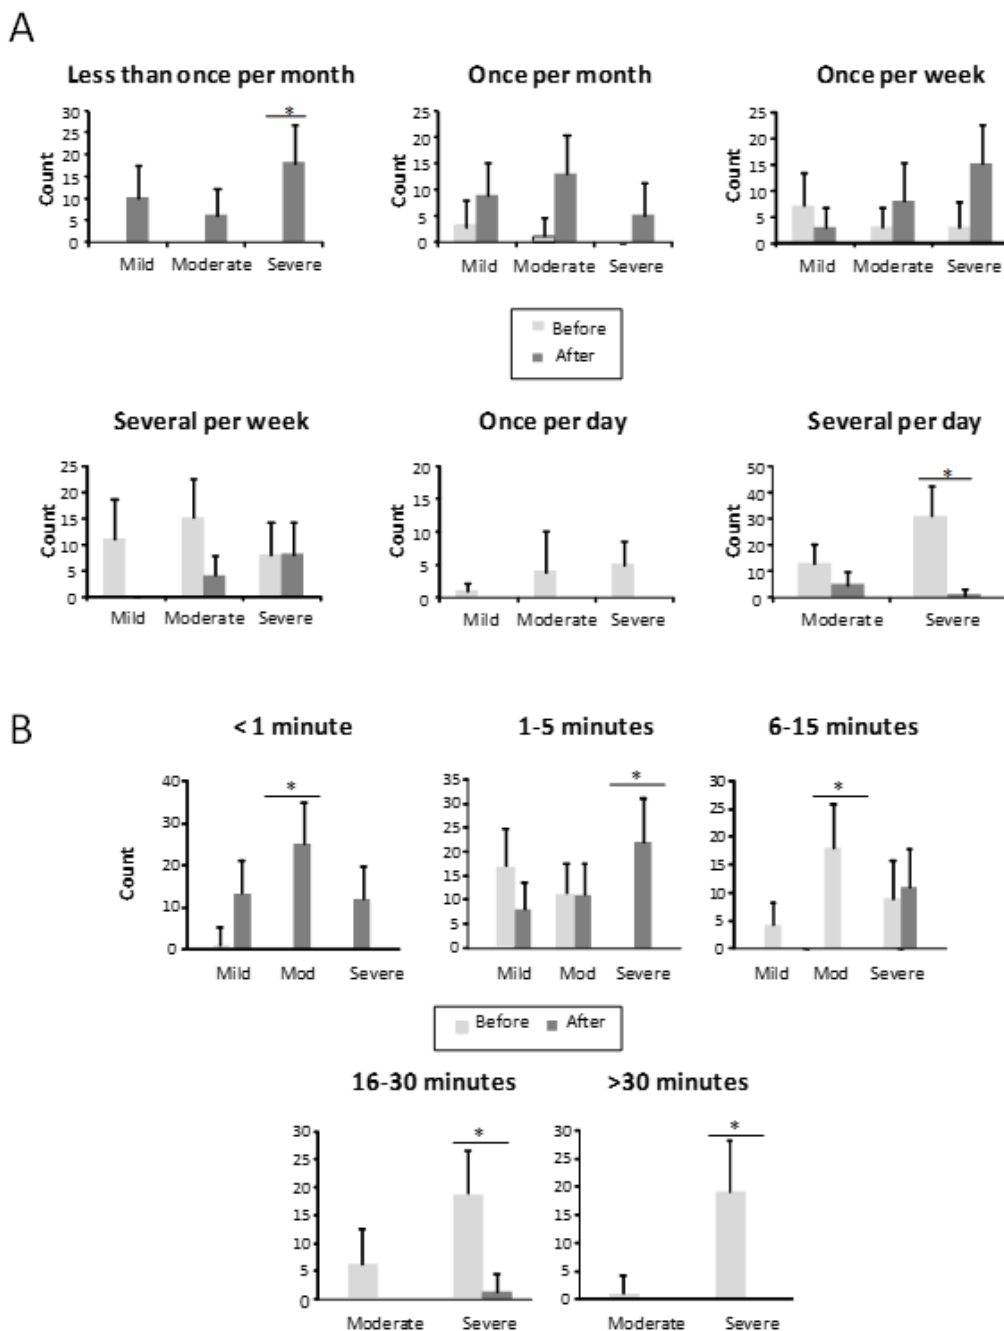 A
Less than once per month
Once per month
Once per week
30
25
20
15
10
5
0
Count
*
Mild Moderate Severe
30
25
20
15
10
5
0
Count
Mild Moderate Severe
25
20
15
10
5
0
Count
Mild Moderate Severe
Before
After
Several per week
Once per day
Several per day
25
20
15
10
5
0
Count
Mild Moderate Severe
20
15
10
5
0
Count
Mild Moderate Severe
50
40
30
20
10
0
Count
*
Moderate Severe
B
< 1 minute
1-5 minutes
6-15 minutes
40
30
20
10
0
Count
*
Mild Mod Severe
35
30
25
20
15
10
5
0
*
Mild Mod Severe
30
25
20
15
10
5
0
*
Mild Mod Severe
Before After
16-30 minutes
>30 minutes
30
25
20
15
10
5
0
*
Moderate Severe
30
25
20
15
10
5
0
*
Moderate Severe